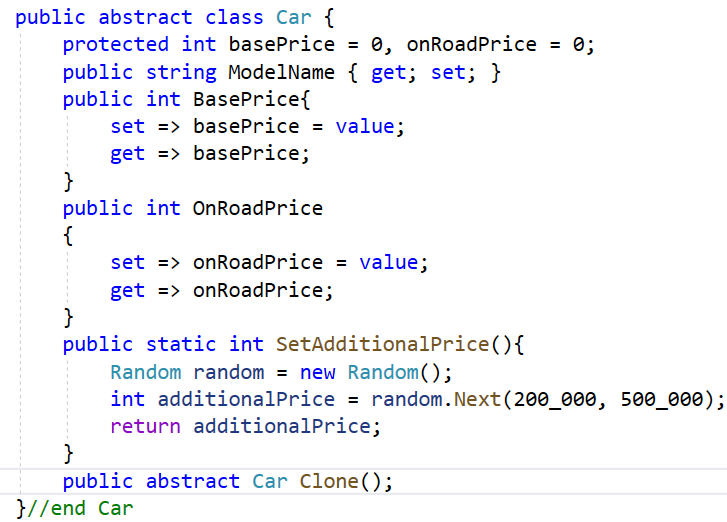 public abstract class Car {
    protected int basePrice = 0, onRoadPrice = 0;
    public string ModelName { get; set; }
    public int BasePrice{
        set => basePrice = value;
        get => basePrice;
    }
    public int OnRoadPrice
    {
        set => onRoadPrice = value;
        get => onRoadPrice;
    }
    public static int SetAdditionalPrice(){
        Random random = new Random();
        int additionalPrice = random.Next(200_000, 500_000);
        return additionalPrice;
    }
    public abstract Car Clone();
}//end Car